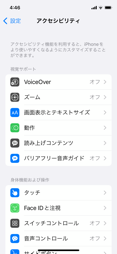 4:46
設定
アクセシビリティ
アクセシビリティ機能を利用すると、iPhoneを
より使いやすくなるようにカスタマイズすること
ができます。
視覚サポート
VoiceOver オフ
ズーム オフ
AA 画面表示とテキストサイズ
動作
読み上げコンテンツ
バリアフリー音声ガイド オフ
身体機能および操作
タッチ
Face IDと注視
スイッチコントロール オフ
音声コントロール オフ